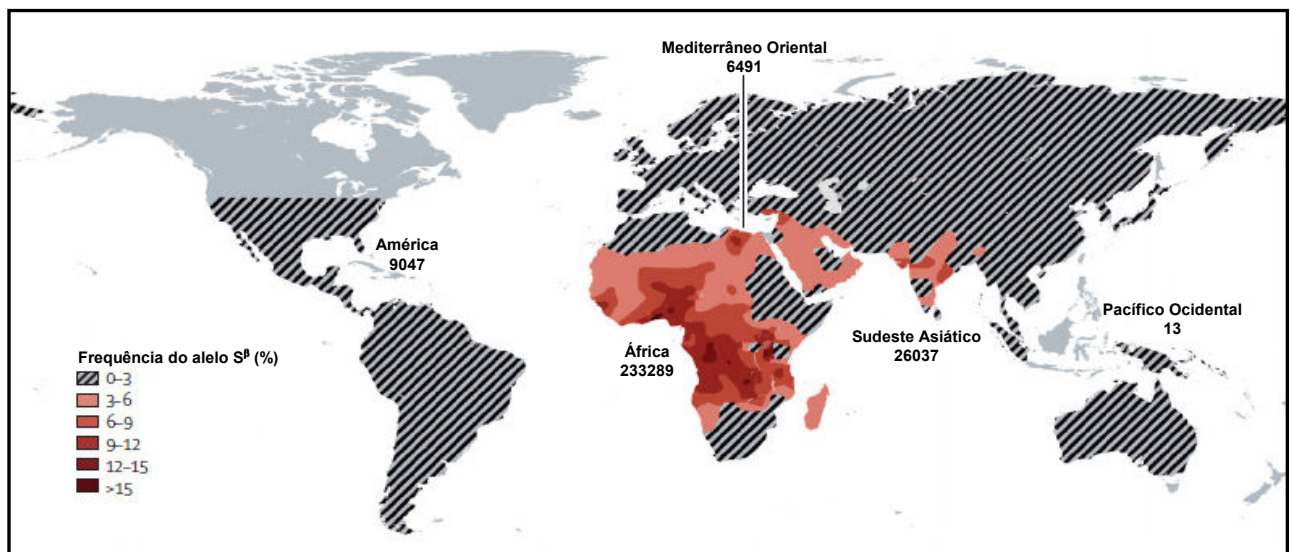 Mediterrâneo Oriental
6491
América
9047
Pacífico Ocidental
13
Sudeste Asiático
26037
África
233289
Frequência do alelo Sᵝ (%)
0–3
3–6
6–9
9–12
12–15
>15